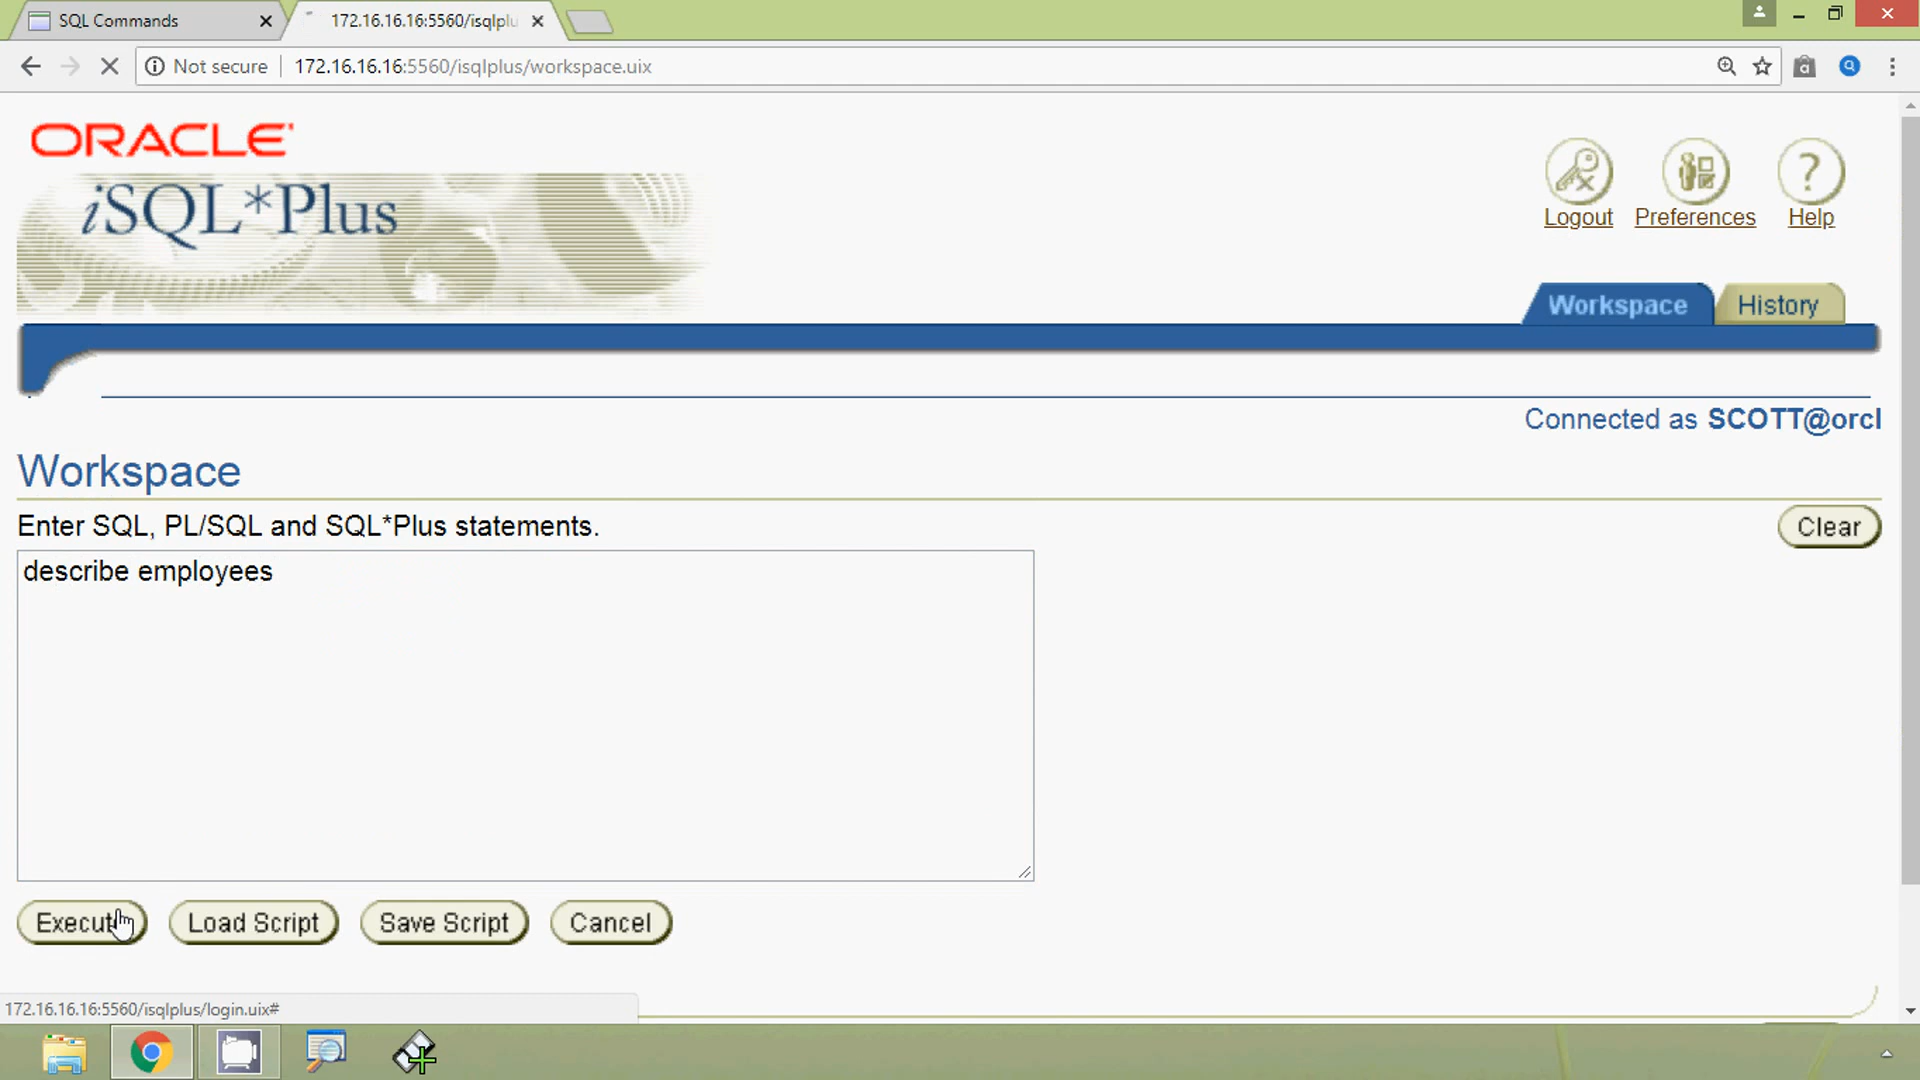 SQL Commands
172.16.16.16:5560/isqlplu
Not secure
172.16.16.16:5560/isqlplus/workspace.uix
ORACLE
iSQL*Plus
Logout
Preferences
Help
Workspace
History
Connected as SCOTT@orcl
Workspace
Enter SQL, PL/SQL and SQL*Plus statements.
Clear
describe employees
Execute
Load Script
Save Script
Cancel
172.16.16.16:5560/isqlplus/login.uix#